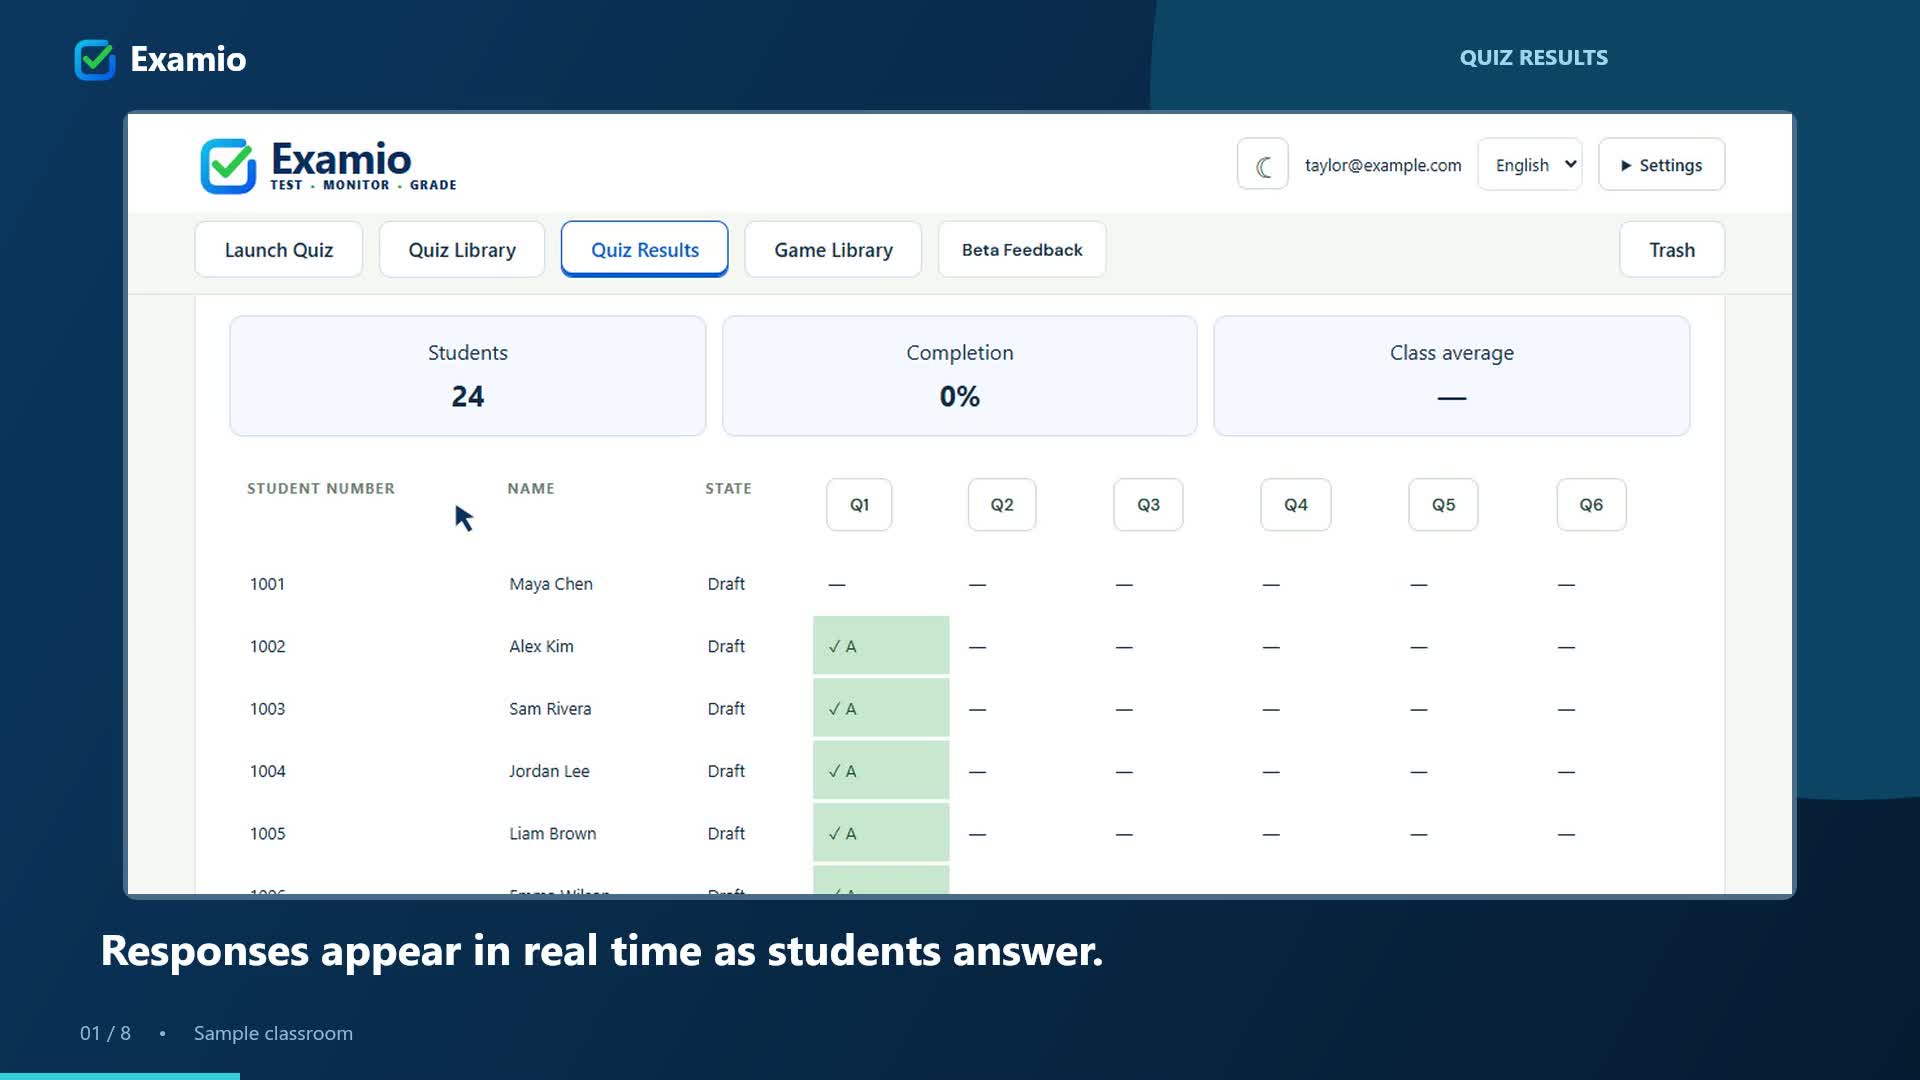 Examio
QUIZ RESULTS
Examio
TEST • MONITOR • GRADE
taylor@example.com
English
Settings
Launch Quiz
Quiz Library
Quiz Results
Game Library
Beta Feedback
Trash
Students
Completion
Class average
24
0%
—
STUDENT NUMBER NAME STATE Q1 Q2 Q3 Q4 Q5 Q6
1001 Maya Chen Draft — — — — — —
1002 Alex Kim Draft ✓ A — — — — —
1003 Sam Rivera Draft ✓ A — — — — —
1004 Jordan Lee Draft ✓ A — — — — —
1005 Liam Brown Draft ✓ A — — — — —
Responses appear in real time as students answer.
01 / 8 • Sample classroom